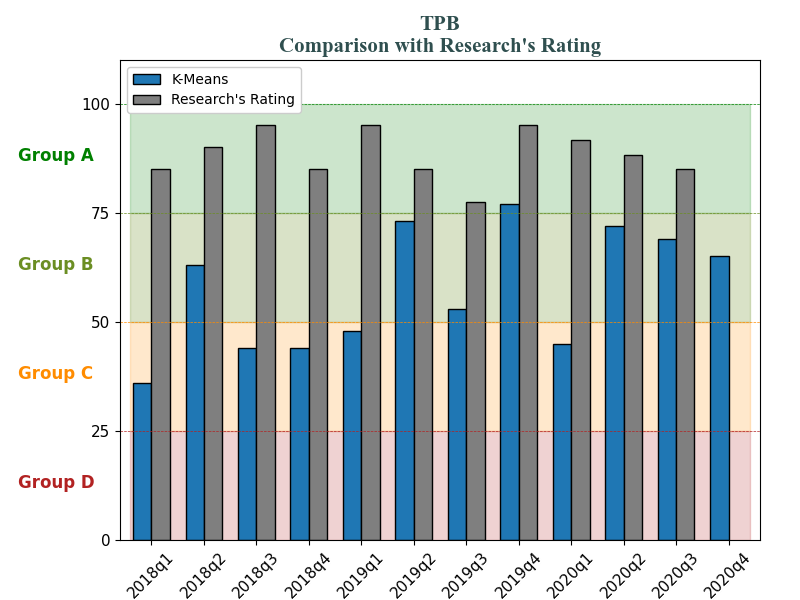 TPB
Comparison with Research's Rating
K-Means
Research's Rating
100
Group A
75
Group B
50
Group C
25
Group D
0
2018q1 2018q2 2018q3 2018q4 2019q1 2019q2 2019q3 2019q4 2020q1 2020q2 2020q3 2020q4